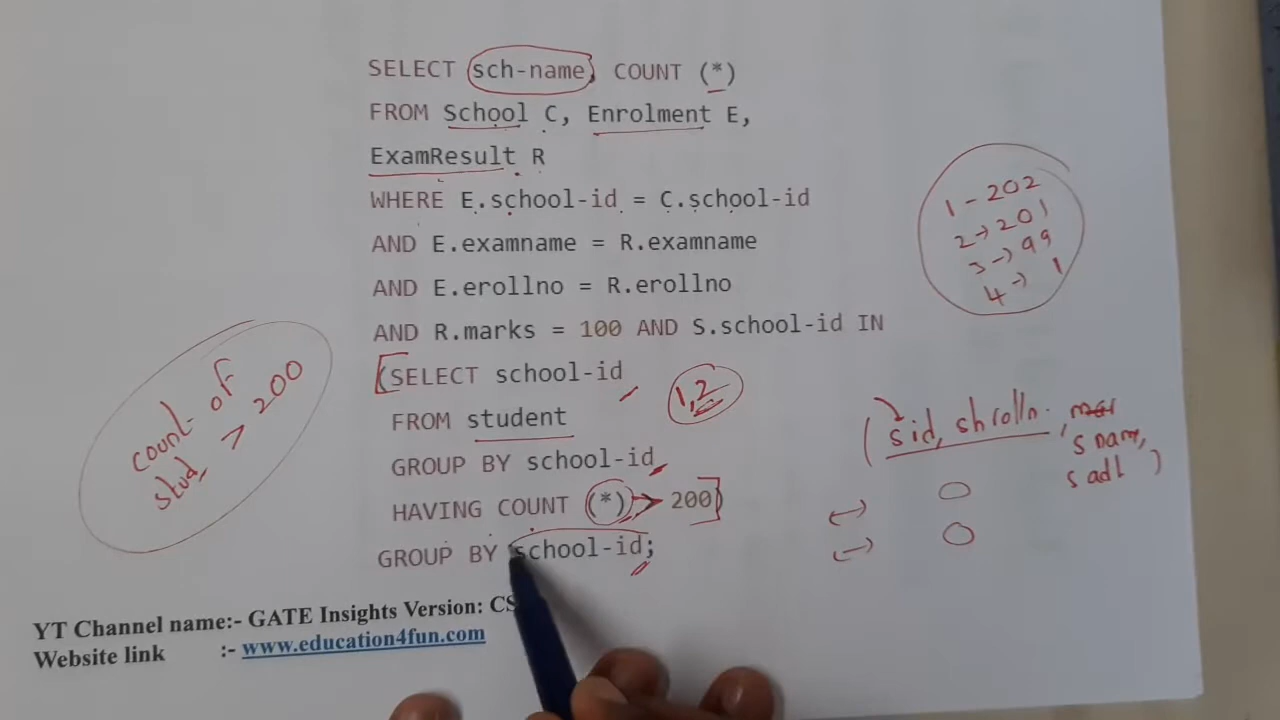 SELECT sch-name, COUNT (*)
FROM School C, Enrolment E,
ExamResult R
WHERE E.school-id = C.school-id
AND E.examname = R.examname
AND E.erollno = R.erollno
AND R.marks = 100 AND S.school-id IN
(SELECT school-id
FROM student
GROUP BY school-id
HAVING COUNT (*) > 200)
GROUP BY school-id;
1 - 202
2 → 201
3 → 99
4 → 1
1,2
count of
stud, > 200
(sid, shrolln.,
snam,
sadl)
YT Channel name:- GATE Insights Version: CS
Website link :- www.education4fun.com